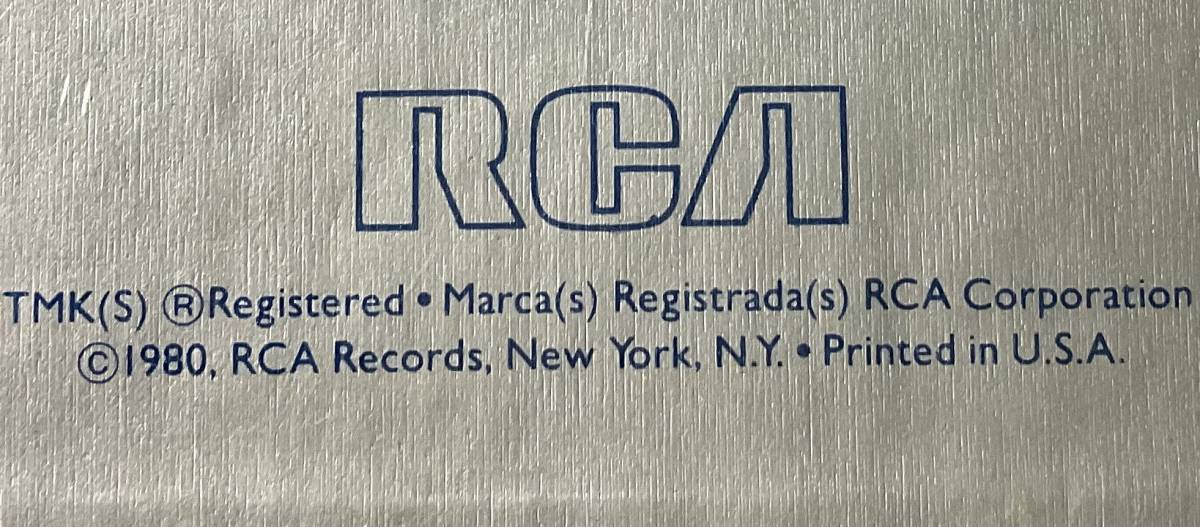 RCA
TMK(S) ®Registered • Marca(s) Registrada(s) RCA Corporation
©1980, RCA Records, New York, N.Y. • Printed in U.S.A.